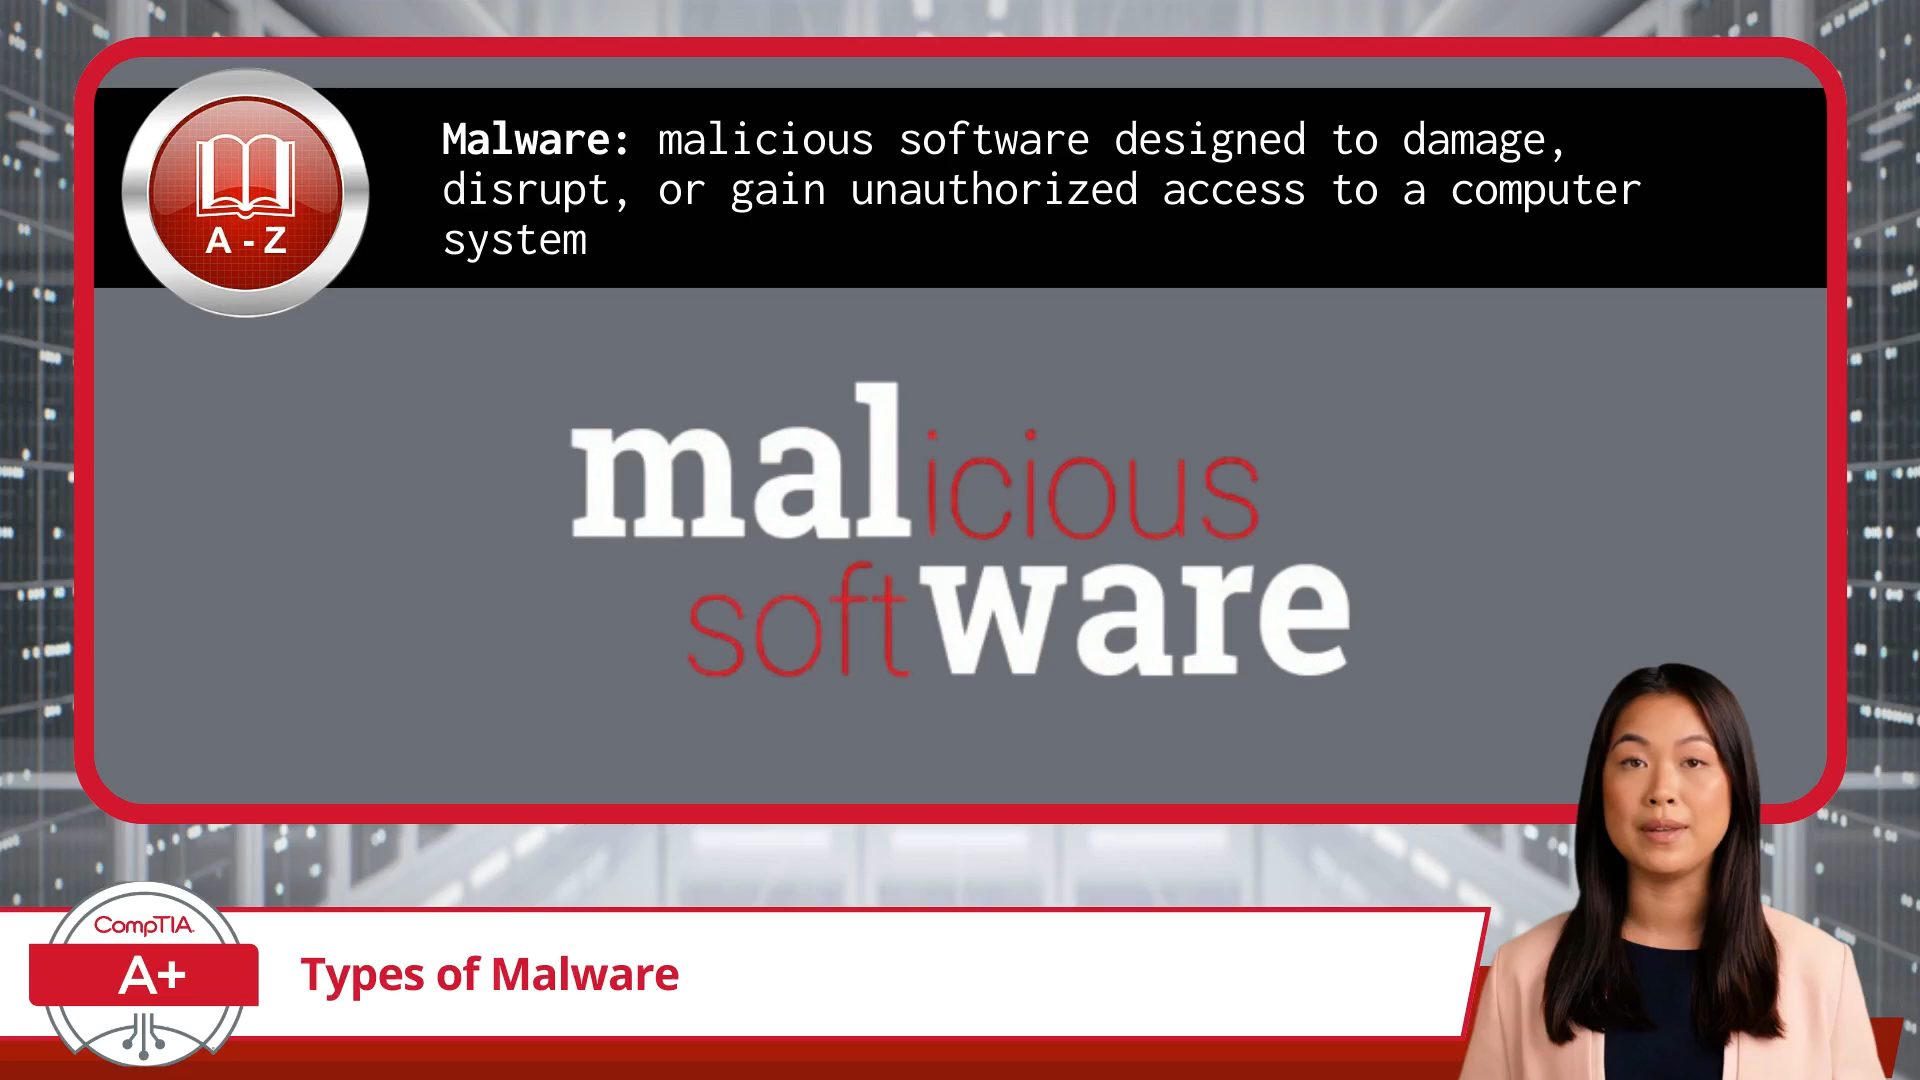 Malware: malicious software designed to damage,
disrupt, or gain unauthorized access to a computer
system
A - Z
malicious
software
CompTIA.
A+
Types of Malware